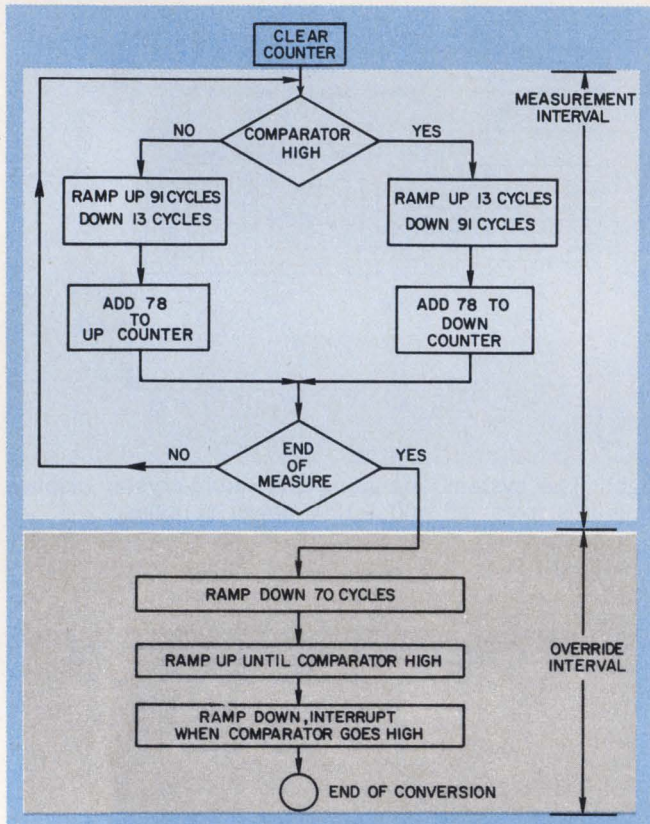 CLEAR
COUNTER
MEASUREMENT
INTERVAL
NO
COMPARATOR
HIGH
YES
RAMP UP 91 CYCLES
DOWN 13 CYCLES
RAMP UP 13 CYCLES
DOWN 91 CYCLES
ADD 78
TO
UP COUNTER
ADD 78 TO
DOWN
COUNTER
NO
END
OF
MEASURE
YES
RAMP DOWN 70 CYCLES
OVERRIDE
INTERVAL
RAMP UP UNTIL COMPARATOR HIGH
RAMP DOWN, INTERRUPT
WHEN COMPARATOR GOES HIGH
END OF CONVERSION